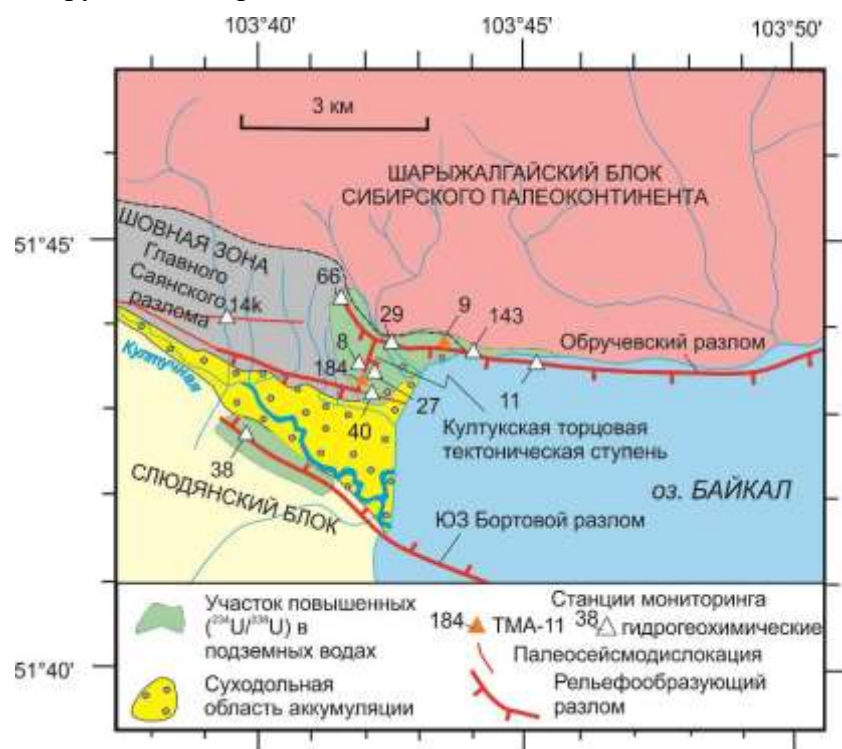 103°40'
103°45'
103°50'
3 км
ШАРЫЖАЛГАЙСКИЙ БЛОК
СИБИРСКОГО ПАЛЕОКОНТИНЕНТА
51°45'
ШОВНАЯ ЗОНА
Главного
Саянского
разлома
14k
66
29
9
143
8
184
Обручевский разлом
Култучная
40
27
11
Култукская торцовая
тектоническая ступень
38
СЛЮДЯНСКИЙ БЛОК
оз. БАЙКАЛ
ЮЗ Бортовой разлом
51°40'
Участок повышенных
(²³⁴U/²³⁸U) в
подземных водах
Суходольная
область аккумуляции
Станции мониторинга
184 ТМА-11 38 гидрогеохимические
Палеосейсмодислокация
Рельефообразующий
разлом